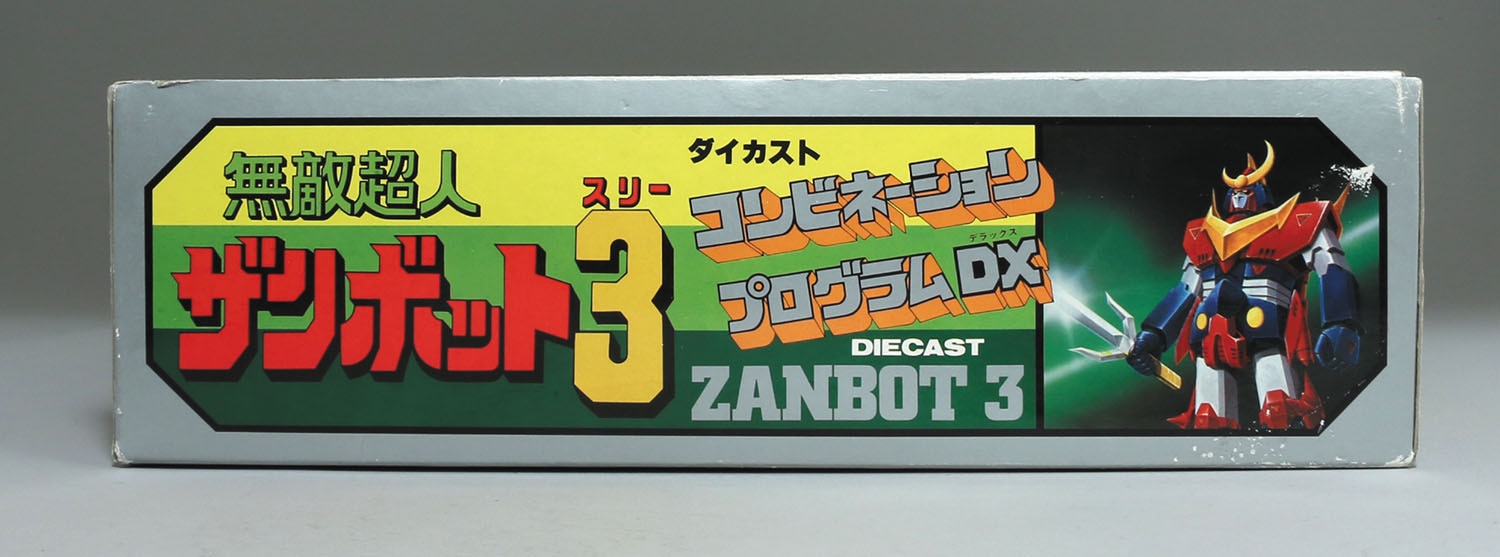 無敵超人
スリー
ザンボット3
ダイカスト
コンビネーション
デラックス
プログラムDX
DIECAST
ZANBOT 3